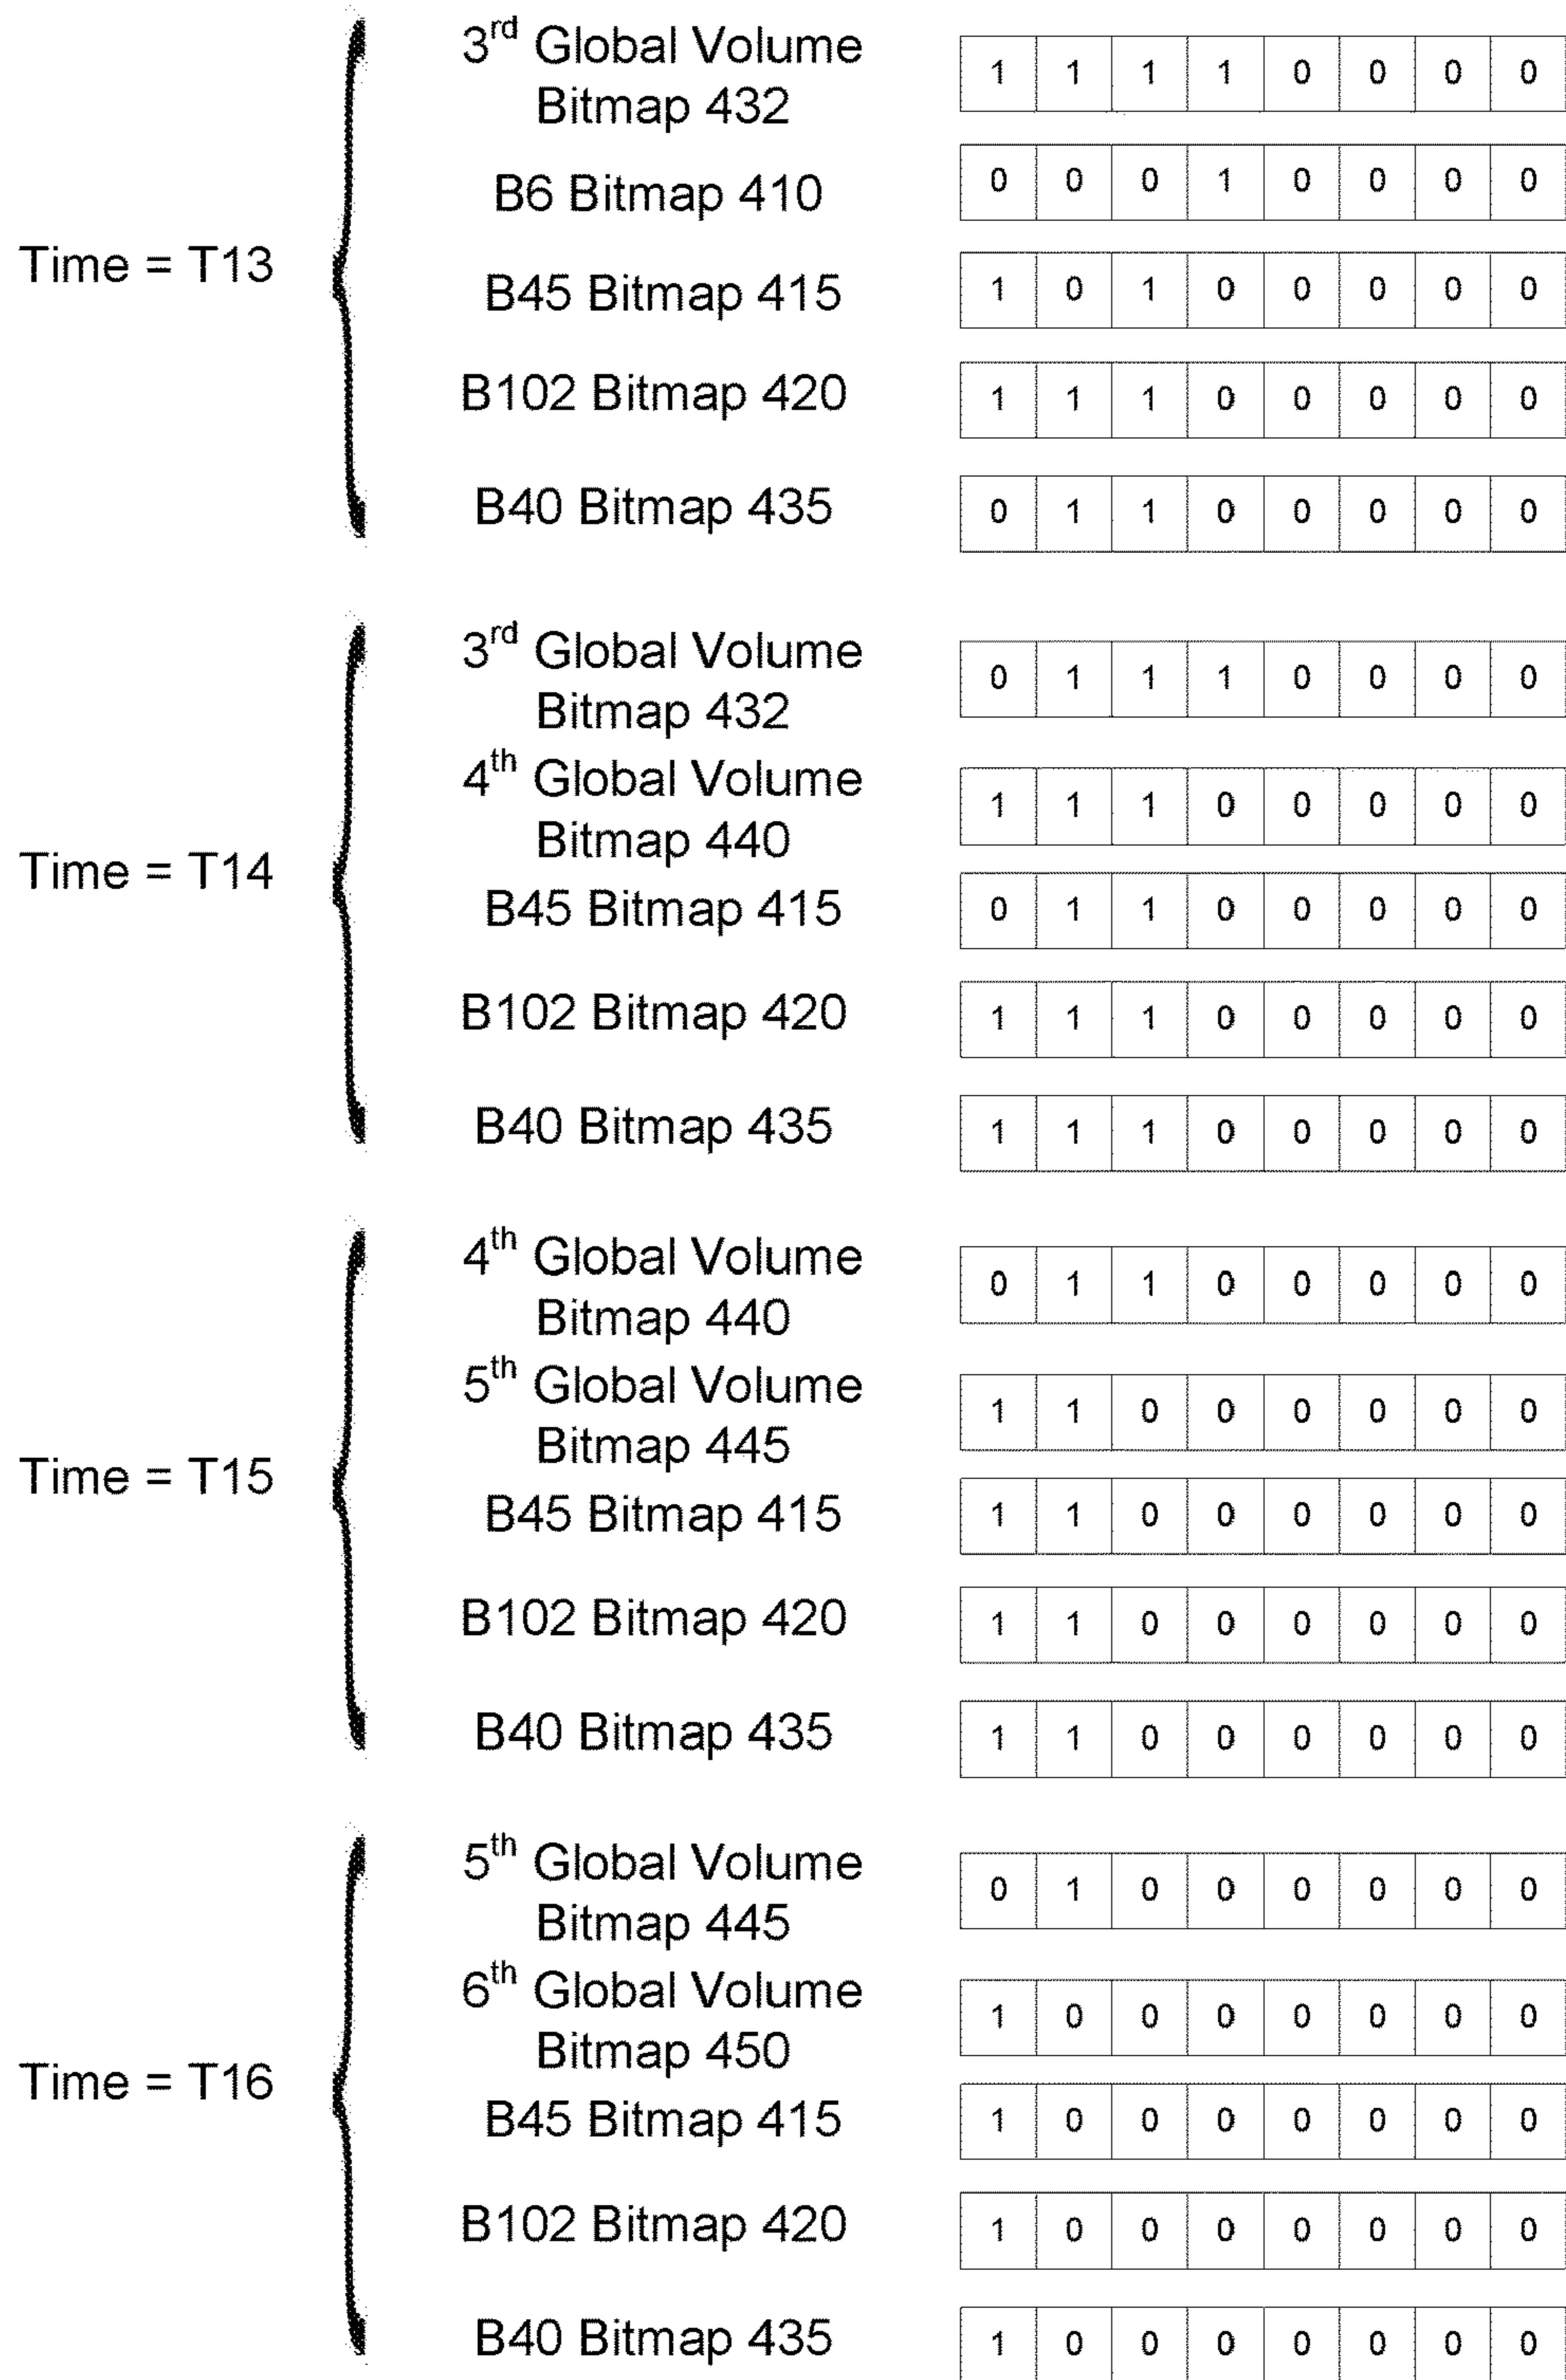 3rd Global Volume
Bitmap 432
1 1 1 1 0 0 0 0
B6 Bitmap 410
0 0 0 1 0 0 0 0
Time = T13
B45 Bitmap 415
1 0 1 0 0 0 0 0
B102 Bitmap 420
1 1 1 0 0 0 0 0
B40 Bitmap 435
0 1 1 0 0 0 0 0
3rd Global Volume
Bitmap 432
0 1 1 1 0 0 0 0
4th Global Volume
Bitmap 440
1 1 1 0 0 0 0 0
Time = T14
B45 Bitmap 415
0 1 1 0 0 0 0 0
B102 Bitmap 420
1 1 1 0 0 0 0 0
B40 Bitmap 435
1 1 1 0 0 0 0 0
4th Global Volume
Bitmap 440
0 1 1 0 0 0 0 0
5th Global Volume
Bitmap 445
1 1 0 0 0 0 0 0
Time = T15
B45 Bitmap 415
1 1 0 0 0 0 0 0
B102 Bitmap 420
1 1 0 0 0 0 0 0
B40 Bitmap 435
1 1 0 0 0 0 0 0
5th Global Volume
Bitmap 445
0 1 0 0 0 0 0 0
6th Global Volume
Bitmap 450
1 0 0 0 0 0 0 0
Time = T16
B45 Bitmap 415
1 0 0 0 0 0 0 0
B102 Bitmap 420
1 0 0 0 0 0 0 0
B40 Bitmap 435
1 0 0 0 0 0 0 0